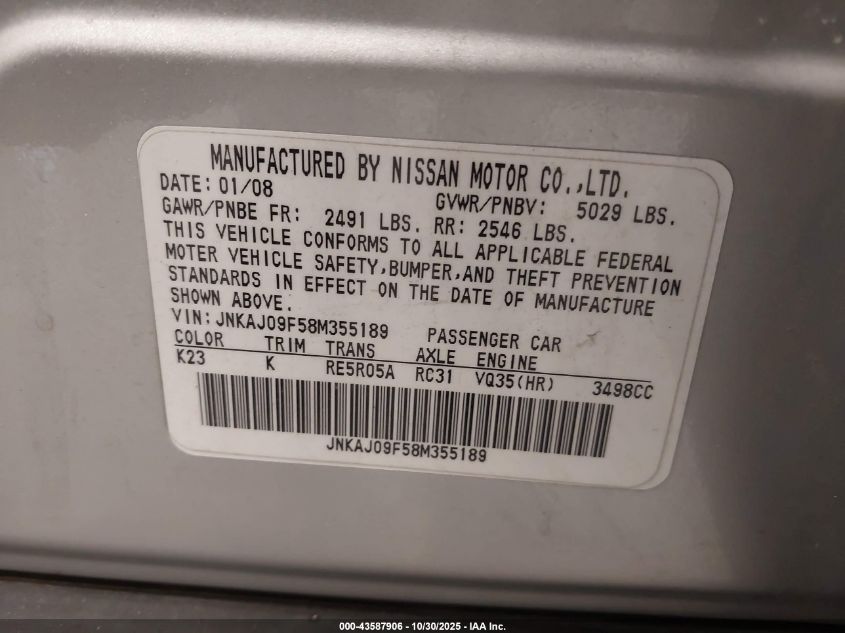 MANUFACTURED BY NISSAN MOTOR CO.,LTD.
DATE: 01/08 GVWR/PNBV: 5029 LBS.
GAWR/PNBE FR: 2491 LBS. RR: 2546 LBS.
THIS VEHICLE CONFORMS TO ALL APPLICABLE FEDERAL
MOTER VEHICLE SAFETY,BUMPER,AND THEFT PREVENTION
STANDARDS IN EFFECT ON THE DATE OF MANUFACTURE
SHOWN ABOVE.
VIN: JNKAJ09F58M355189 PASSENGER CAR
COLOR TRIM TRANS AXLE ENGINE
K23 K RE5R05A RC31 VQ35(HR) 3498CC
JNKAJ09F58M355189
000-43587906 - 10/30/2025 - IAA Inc.